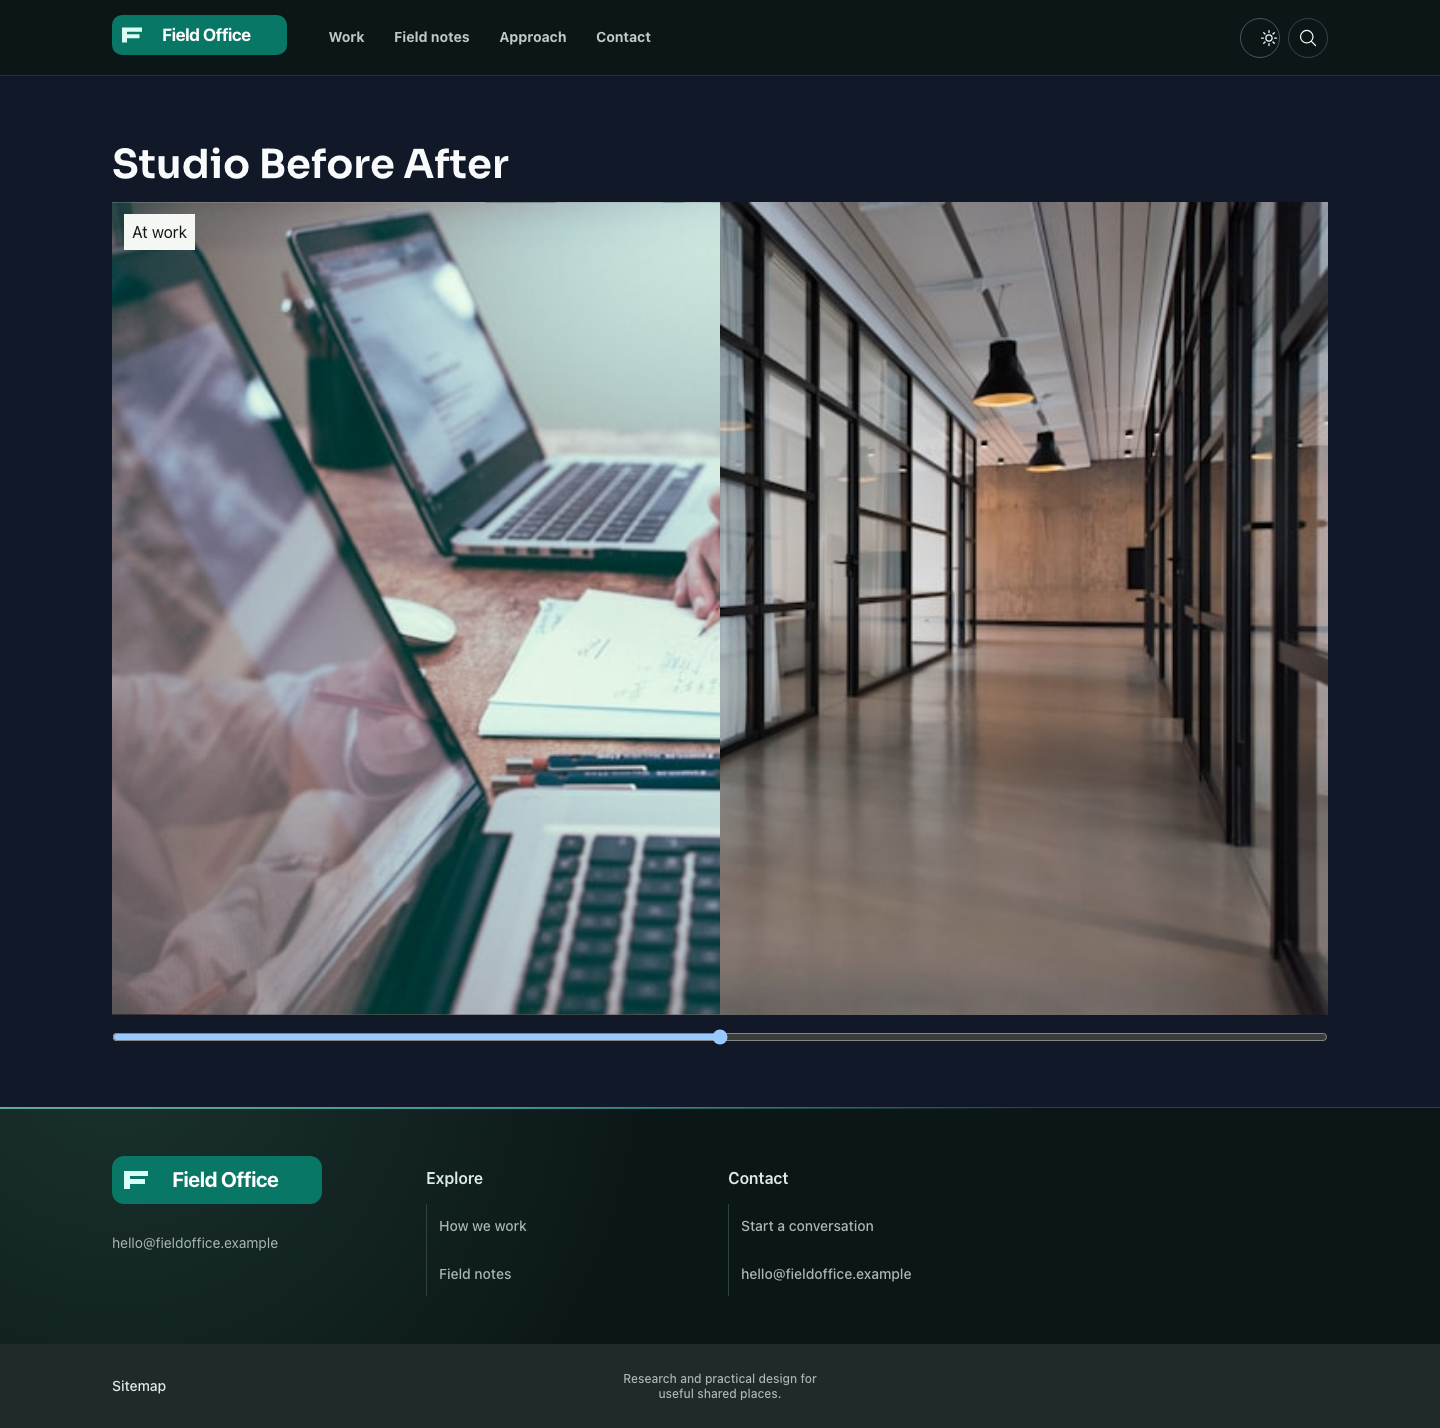 Field Office
Work
Field notes
Approach
Contact
Studio Before After
At work
Field Office
hello@fieldoffice.example
Explore
How we work
Field notes
Contact
Start a conversation
hello@fieldoffice.example
Sitemap
Research and practical design for
useful shared places.